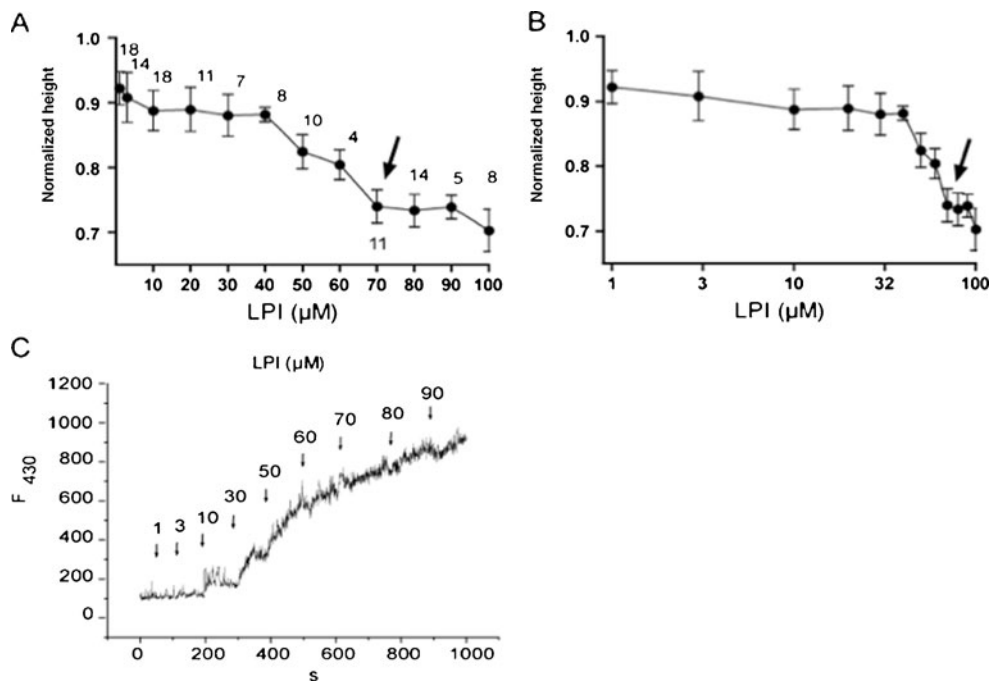 A
Normalized height
1.0
0.9
0.8
0.7
18
14
18
11
7
8
10
4
11
14
5
8
10 20 30 40 50 60 70 80 90 100
LPI (μM)
B
Normalized height
1.0
0.9
0.8
0.7
1 3 10 32 100
LPI (μM)
C
LPI (μM)
F 430
1200
1000
800
600
400
200
0
1 3 10 30 50 60 70 80 90
0 200 400 600 800 1000
s